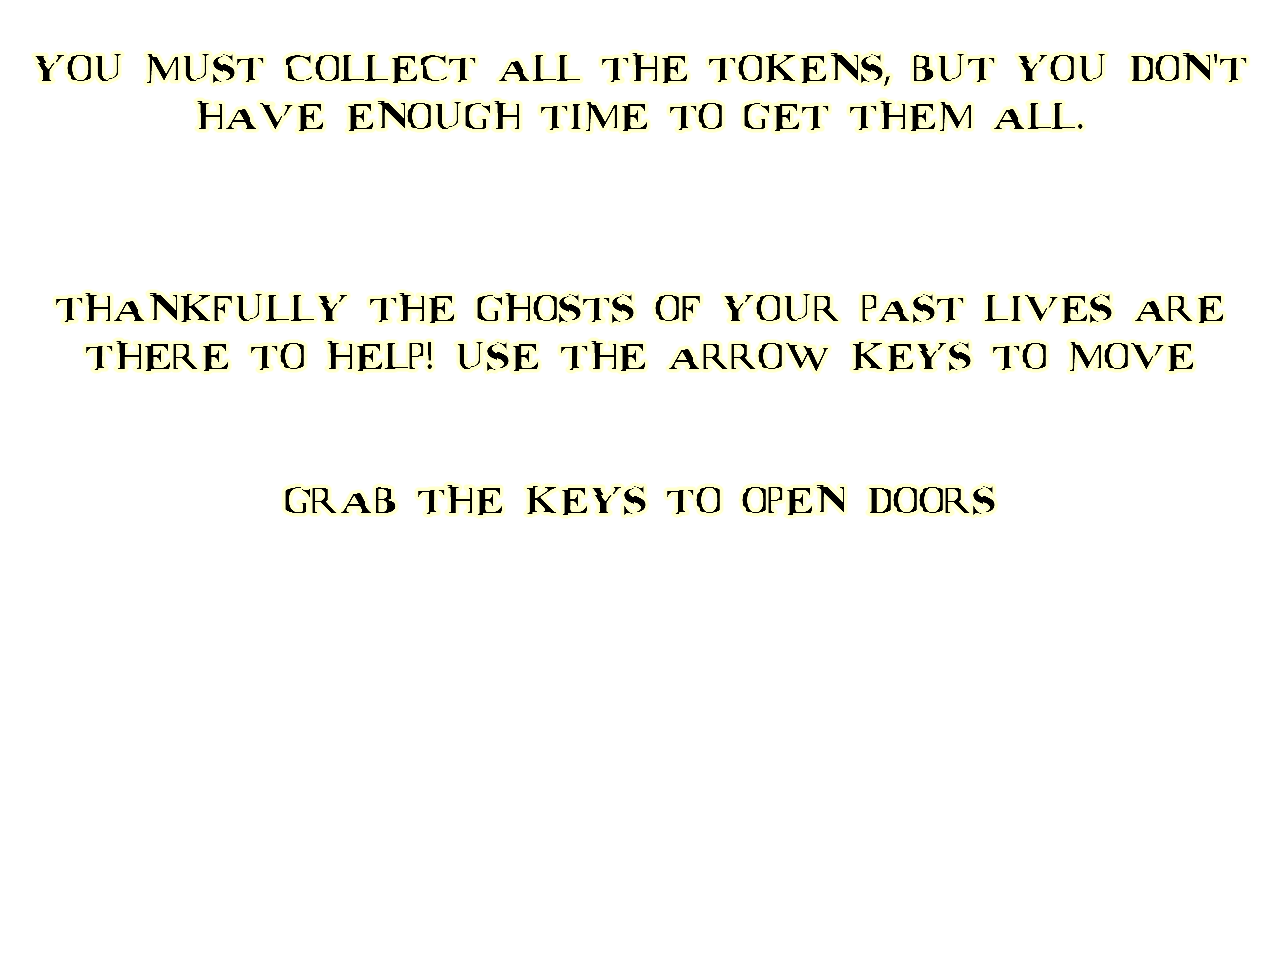 YOU MUST COLLECT ALL THE TOKENS, BUT YOU DON'T
HAVE ENOUGH TIME TO GET THEM ALL.
THANKFULLY THE GHOSTS OF YOUR PAST LIVES ARE
THERE TO HELP! USE THE ARROW KEYS TO MOVE
GRAB THE KEYS TO OPEN DOORS